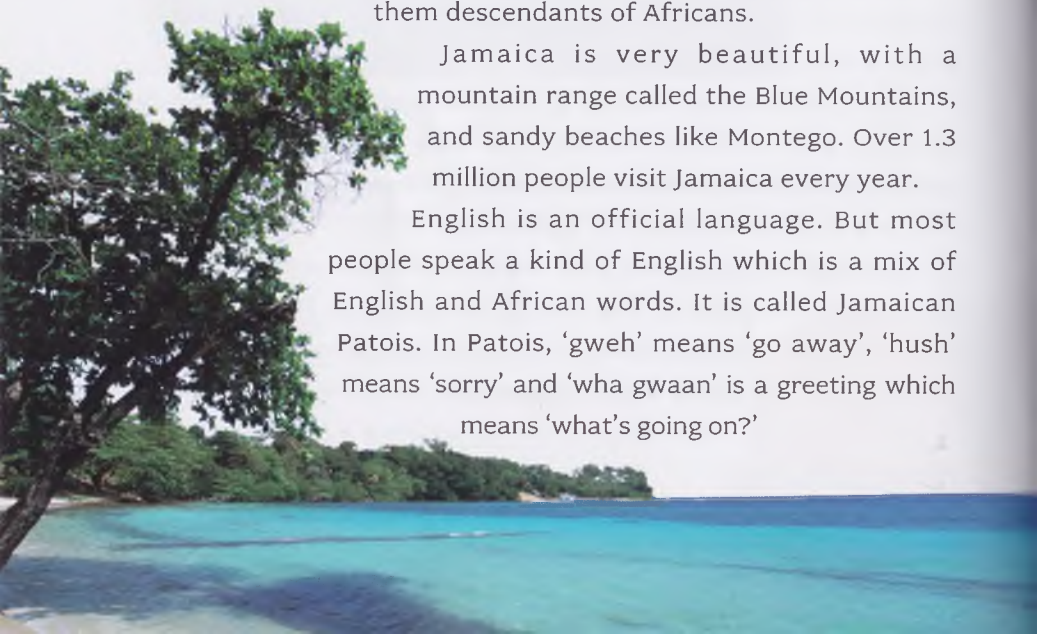 them descendants of Africans.
Jamaica is very beautiful, with a
mountain range called the Blue Mountains,
and sandy beaches like Montego. Over 1.3
million people visit Jamaica every year.
English is an official language. But most
people speak a kind of English which is a mix of
English and African words. It is called Jamaican
Patois. In Patois, ‘gweh’ means ‘go away’, ‘hush’
means ‘sorry’ and ‘wha gwaan’ is a greeting which
means ‘what’s going on?’